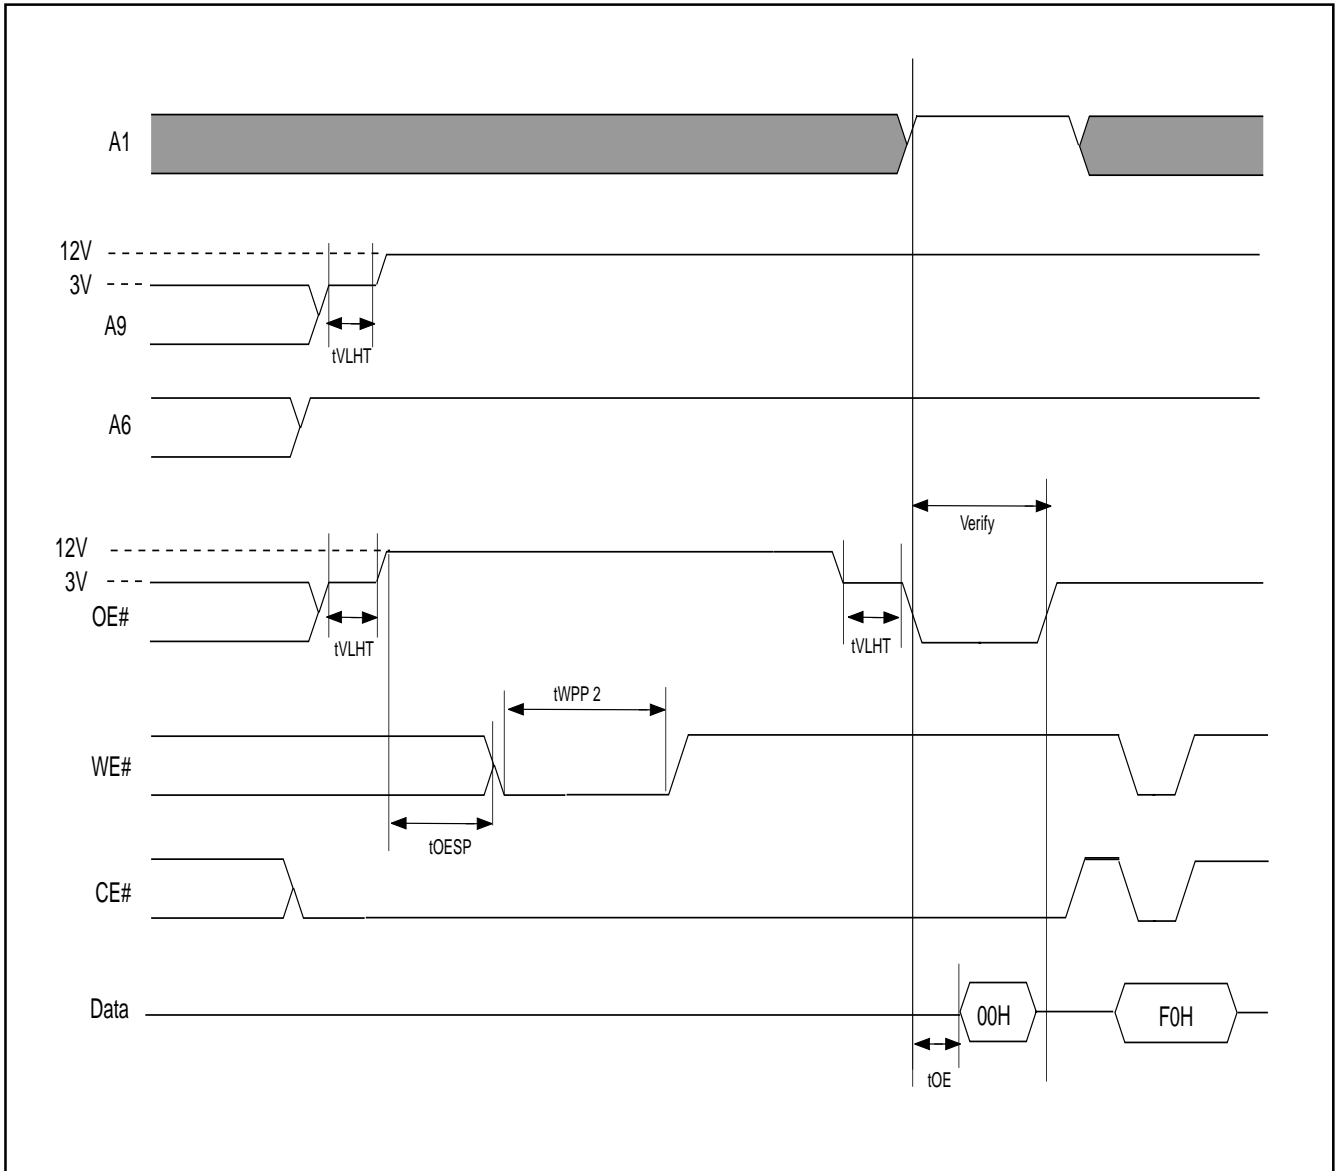 A1
12V
3V
A9
tVLHT
A6
Verify
12V
3V
OE#
tVLHT
tVLHT
tWPP 2
WE#
tOESP
CE#
Data
00H
F0H
tOE